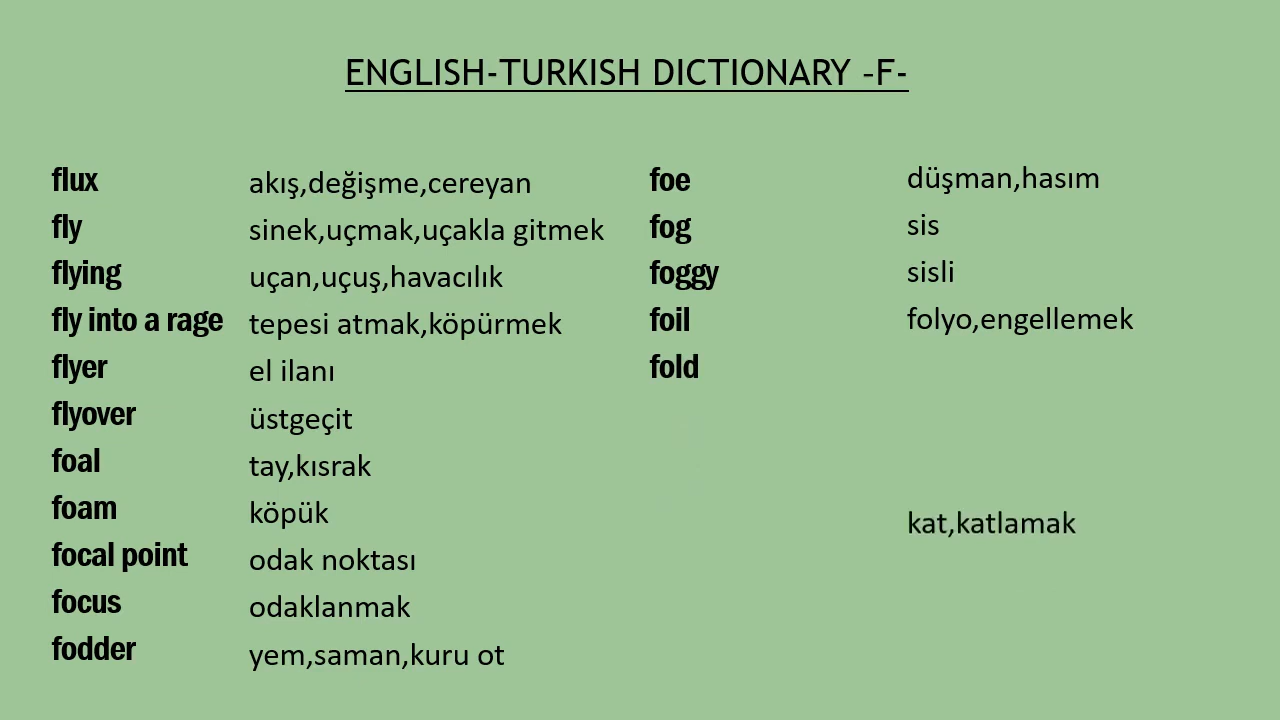 ENGLISH-TURKISH DICTIONARY –F-
flux akış,değişme,cereyan
fly sinek,uçmak,uçakla gitmek
flying uçan,uçuş,havacılık
fly into a rage tepesi atmak,köpürmek
flyer el ilanı
flyover üstgeçit
foal tay,kısrak
foam köpük
focal point odak noktası
focus odaklanmak
fodder yem,saman,kuru ot
foe düşman,hasım
fog sis
foggy sisli
foil folyo,engellemek
fold
kat,katlamak